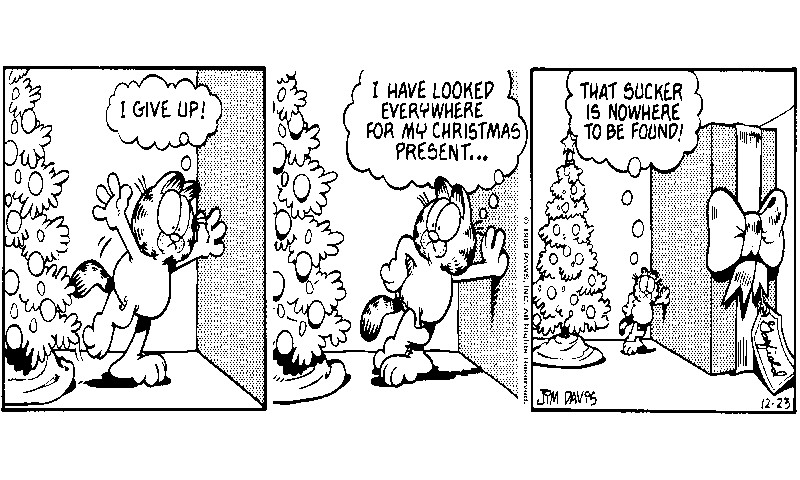 I GIVE UP!
I HAVE LOOKED
EVERYWHERE
FOR MY CHRISTMAS
PRESENT...
THAT SUCKER
IS NOWHERE
TO BE FOUND!
Garfield
JIM DAVIS
12-23